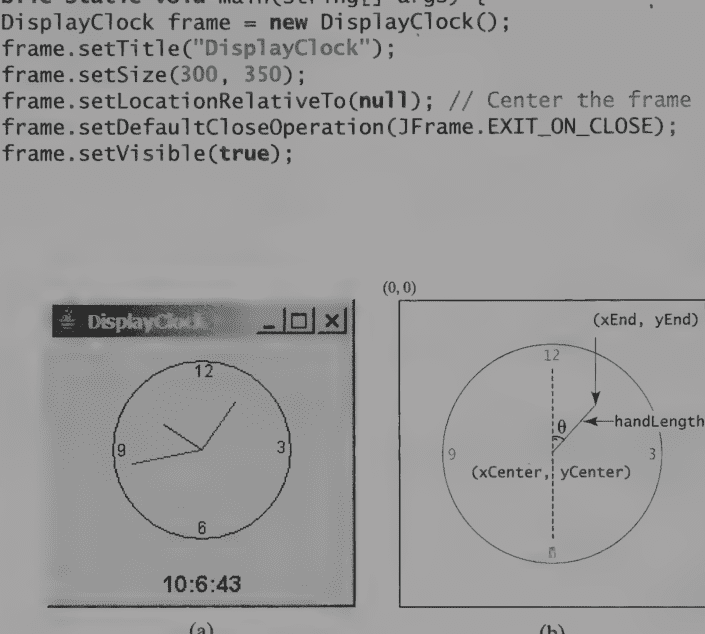 DisplayClock frame = new DisplayClock();
frame.setTitle("DisplayClock");
frame.setSize(300, 350);
frame.setLocationRelativeTo(null); // Center the frame
frame.setDefaultCloseOperation(JFrame.EXIT_ON_CLOSE);
frame.setVisible(true);
(0, 0)
DisplayClock
12
9
3
6
10:6:43
(xEnd, yEnd)
12
θ
handLength
9
3
(xCenter, yCenter)
6
(a)
(b)